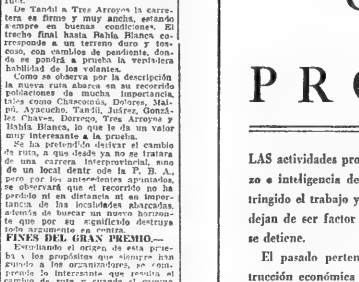 De Tandil a Tres Arroyos la carre-
tera es firme y muy ancha, estando
siempre en buenas condiciones. El
trecho final hasta Bahía Blanca co-
rresponde a un terreno duro y tos-
coso, con cambios de pendiente, don-
de se pondrá a prueba la verdadera
habilidad de los volantes.
Como se observa por la descripción
la nueva ruta abarca en su recorrido
poblaciones de mucha importancia,
tales como Chascomús, Dolores, Mai-
pú, Ayacucho, Tandil, Juárez, Gonzá-
lez Chaves, Dorrego, Tres Arroyos y
Bahía Blanca, lo que le da un valor
muy interesante a la prueba.
Se ha pretendido derivar el cambio
de ruta, a que desde ya no se tratara
de una carrera interprovincial, sino
de un local dentr ode la P. B. A.
pero por los antecedentes apuntados,
se observará que el recorrido no ha
perdido ni en distancia ni en impor-
tancia de las localidades abarcadas,
además de buscar un nuevo horizon-
te que por su significado destruya
todo argumento en contra.
FINES DEL GRAN PREMIO.—
Estudiando el origen de esta prue-
ba y los propósitos que siempre han
guiado a los organizadores, se com-
prende lo interesante que resulta el
cambio de ruta y cuando el mismo
PRO
LAS actividades pro
zo e inteligencia de
tringido el trabajo y
dejan de ser factor
se detiene.
El pasado perten
trucción económica